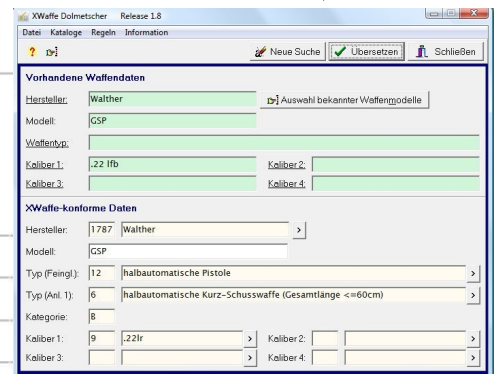 XWaffe Dolmetscher Release 1.8
Datei Kataloge Regeln Information
? Neue Suche Übersetzen Schließen
Vorhandene Waffendaten
Hersteller: Walther Auswahl bekannter Waffenmodelle
Modell: GSP
Waffentyp:
Kaliber 1: .22 lfb Kaliber 2:
Kaliber 3: Kaliber 4:
XWaffe-konforme Daten
Hersteller: 1787 Walther >
Modell: GSP
Typ (Feingl.): 12 halbautomatische Pistole >
Typ (Anl. 1): 6 halbautomatische Kurz-Schusswaffe (Gesamtlänge <=60cm) >
Kategorie: B
Kaliber 1: 9 .22lr > Kaliber 2: >
Kaliber 3: > Kaliber 4: >